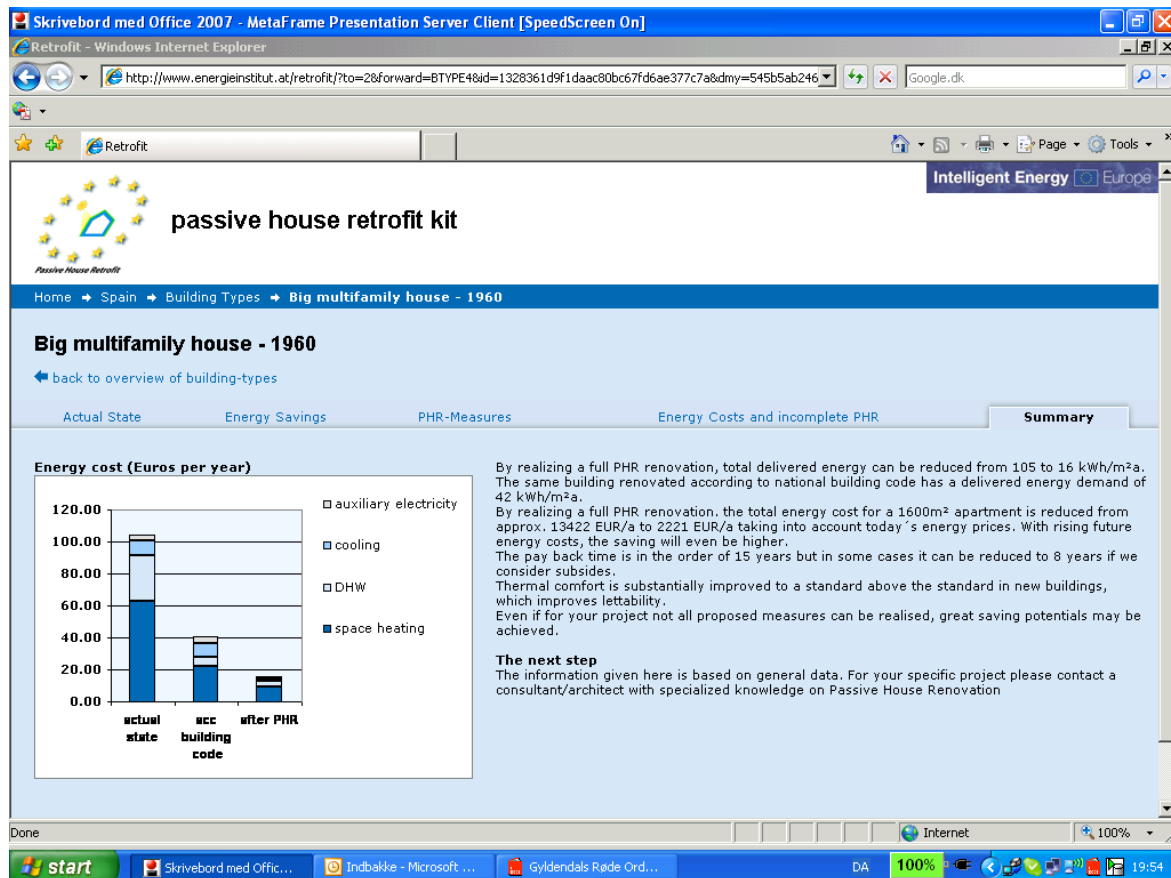 Skrivebord med Office 2007 - MetaFrame Presentation Server Client [SpeedScreen On]
Retrofit - Windows Internet Explorer
http://www.energieinstitut.at/retrofit/?to=2&forward=BTYPE4&id=1328361d9f1daac80bc67fd6ae377c7a&dmy=545b5ab246
Google.dk
Retrofit
Page
Tools
Intelligent Energy Europe
passive house retrofit kit
Passive House Retrofit
Home → Spain → Building Types → Big multifamily house - 1960
Big multifamily house - 1960
back to overview of building-types
Actual State
Energy Savings
PHR-Measures
Energy Costs and incomplete PHR
Summary
Energy cost (Euros per year)
120.00
100.00
80.00
60.00
40.00
20.00
0.00
actual
state
acc
building
code
after PHR
auxiliary electricity
cooling
DHW
space heating
By realizing a full PHR renovation, total delivered energy can be reduced from 105 to 16 kWh/m²a.
The same building renovated according to national building code has a delivered energy demand of
42 kWh/m²a.
By realizing a full PHR renovation. the total energy cost for a 1600m² apartment is reduced from
approx. 13422 EUR/a to 2221 EUR/a taking into account today´s energy prices. With rising future
energy costs, the saving will even be higher.
The pay back time is in the order of 15 years but in some cases it can be reduced to 8 years if we
consider subsides.
Thermal comfort is substantially improved to a standard above the standard in new buildings,
which improves lettability.
Even if for your project not all proposed measures can be realised, great saving potentials may be
achieved.
The next step
The information given here is based on general data. For your specific project please contact a
consultant/architect with specialized knowledge on Passive House Renovation
Done
Internet
100%
start
Skrivebord med Offic...
Indbakke - Microsoft ...
Gyldendals Røde Ord...
DA
100%
19:54